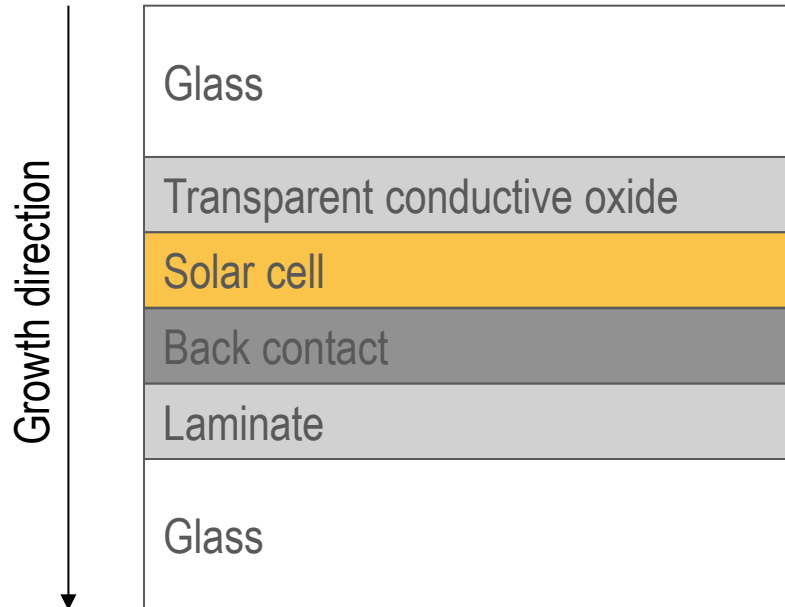 Growth direction
Glass
Transparent conductive oxide
Solar cell
Back contact
Laminate
Glass